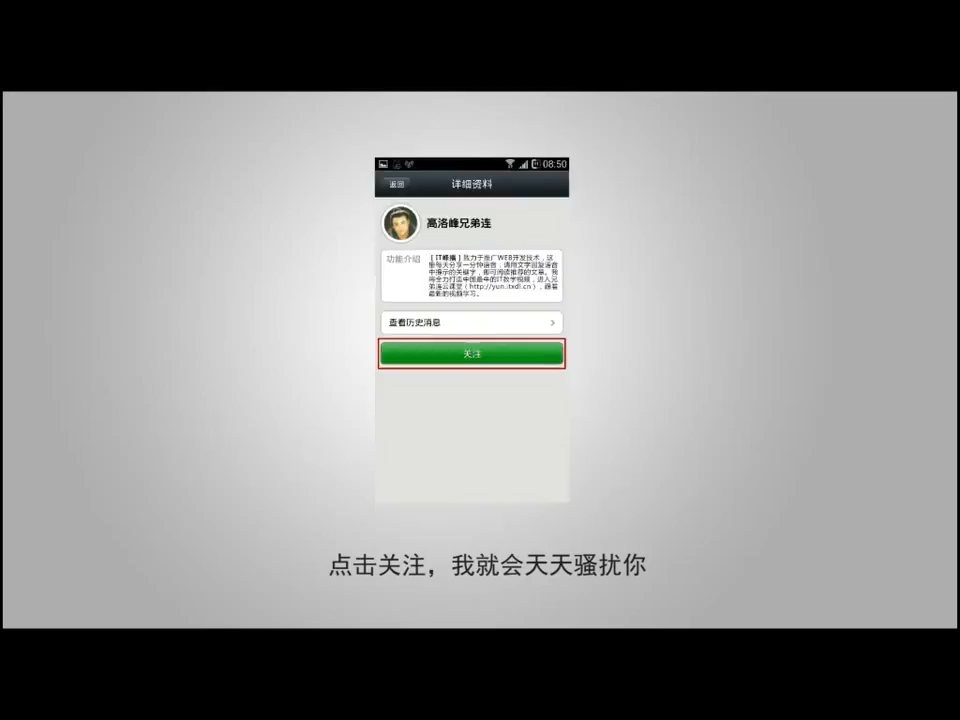 08:50
返回
详细资料
高洛峰兄弟连
功能介绍
【IT峰播】致力于推广WEB开发技术，这
里每天分享一分钟语音，请用文字回复语音
中提示的关键字，即可阅读推荐的文章。我
将全力打造中国最牛的IT教学视频，进入兄
弟连云课堂（http://yun.itxdl.cn），跟着
最新的视频学习。
查看历史消息
关注
点击关注，我就会天天骚扰你